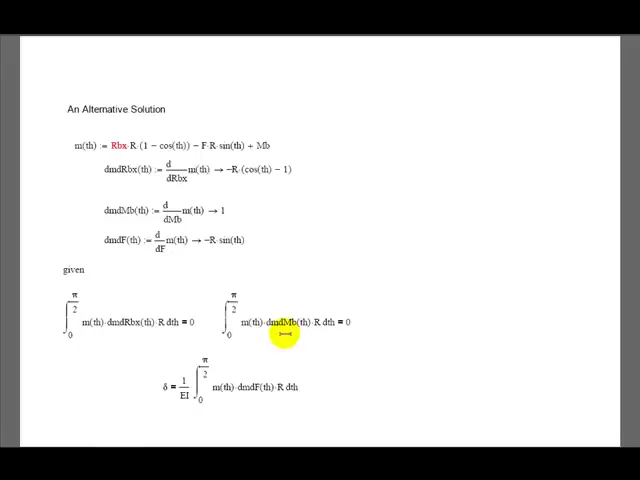 An Alternative Solution
m(th) := Rbx·R·(1 − cos(th)) − F·R·sin(th) + Mb
dmdRbx(th) := d/dRbx m(th) → −R·(cos(th) − 1)
dmdMb(th) := d/dMb m(th) → 1
dmdF(th) := d/dF m(th) → −R·sin(th)
given
∫₀^(π/2) m(th)·dmdRbx(th)·R dth = 0 ∫₀^(π/2) m(th)·dmdMb(th)·R dth = 0
δ = 1/EI ∫₀^(π/2) m(th)·dmdF(th)·R dth